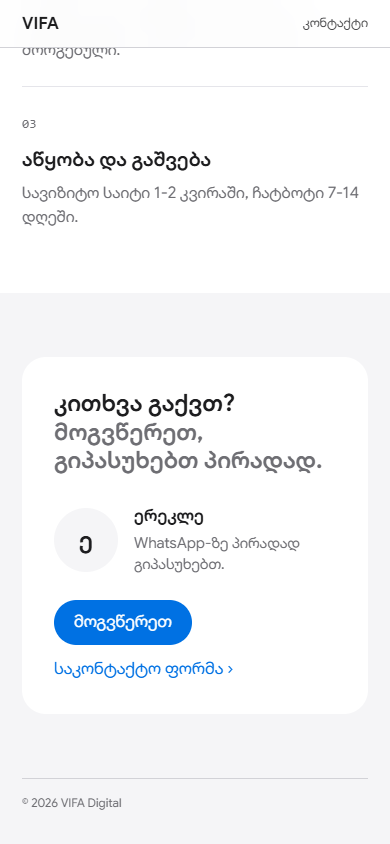 VIFA
კონტაქტი
მორგებული.
03
აწყობა და გაშვება
სავიზიტო საიტი 1-2 კვირაში, ჩატბოტი 7-14
დღეში.
კითხვა გაქვთ?
მოგვწერეთ,
გიპასუხებთ პირადად.
ე
ერეკლე
WhatsApp-ზე პირადად
გიპასუხებთ.
მოგვწერეთ
საკონტაქტო ფორმა ›
© 2026 VIFA Digital